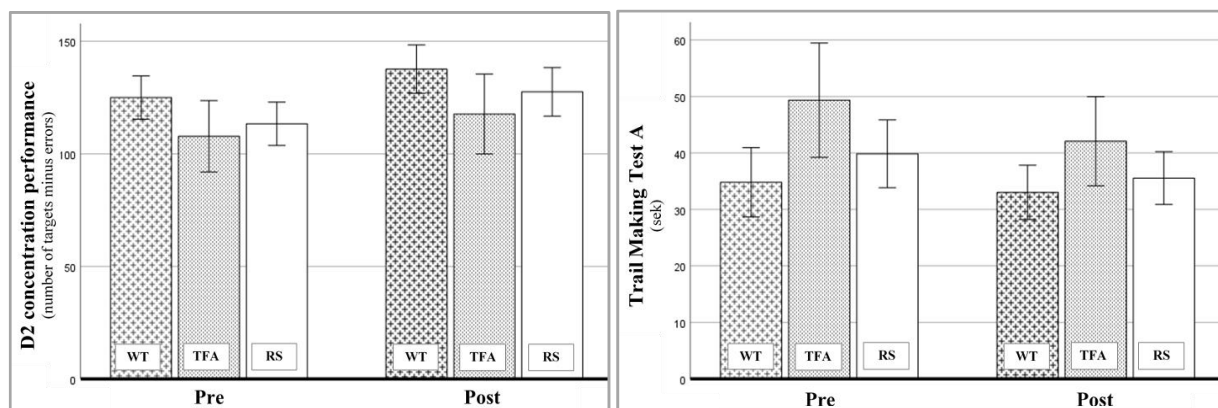 D2 concentration performance
(number of targets minus errors)
150
100
50
0
WT
TFA
RS
WT
TFA
RS
Pre
Post
Trail Making Test A
(sek)
60
50
40
30
20
10
0
WT
TFA
RS
WT
TFA
RS
Pre
Post